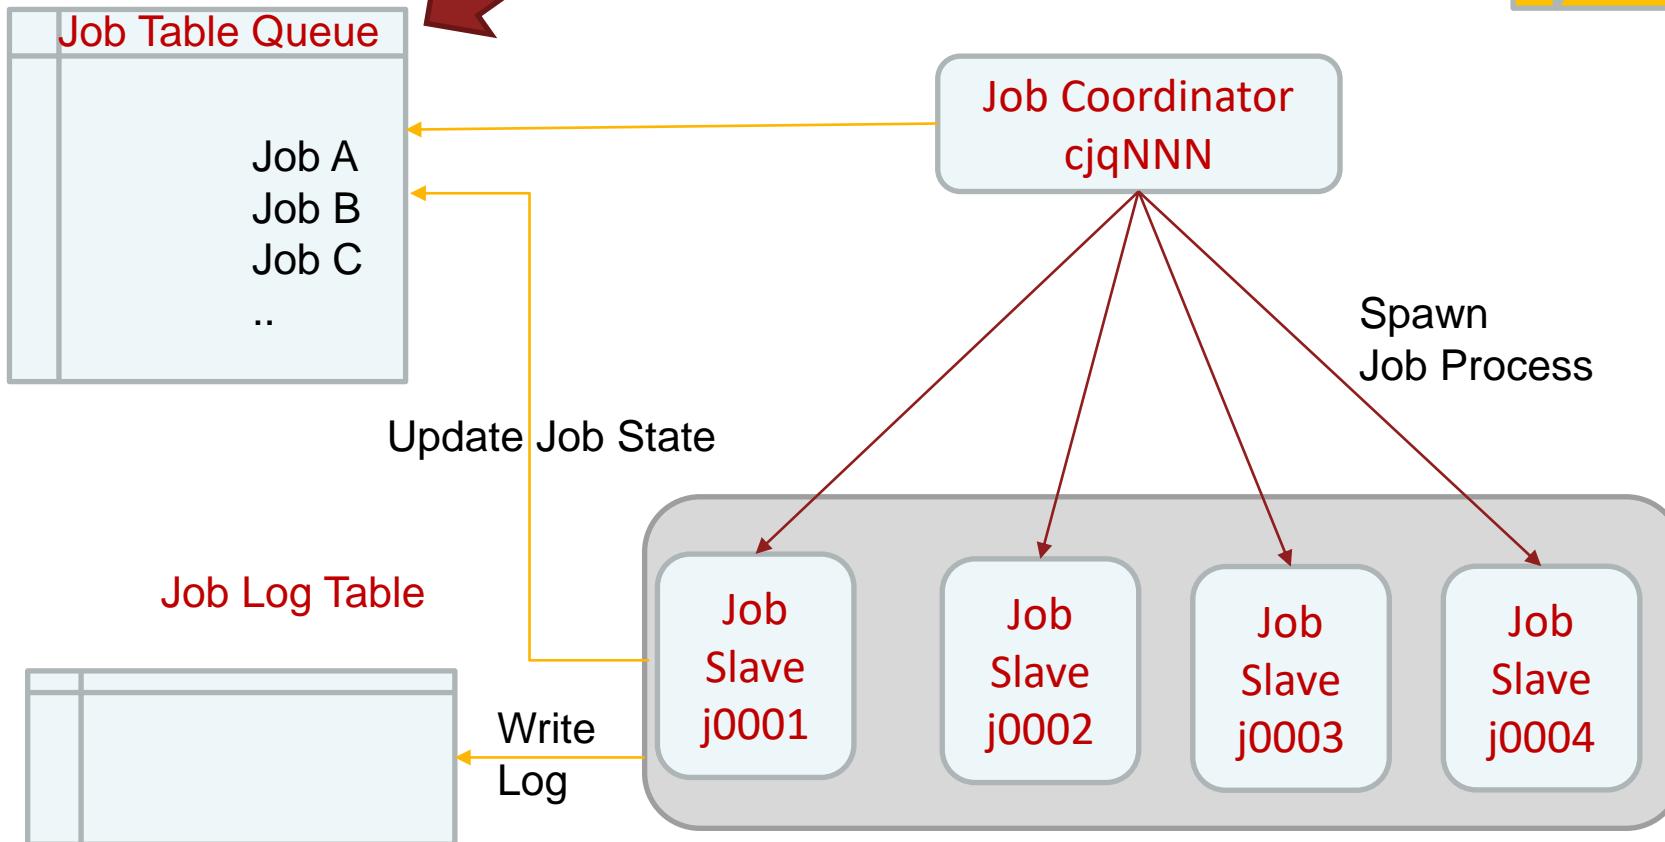 Job Table Queue
Job A
Job B
Job C
..
Job Coordinator
cjqNNN
Spawn
Job Process
Update Job State
Job Log Table
Write
Log
Job
Slave
j0001
Job
Slave
j0002
Job
Slave
j0003
Job
Slave
j0004